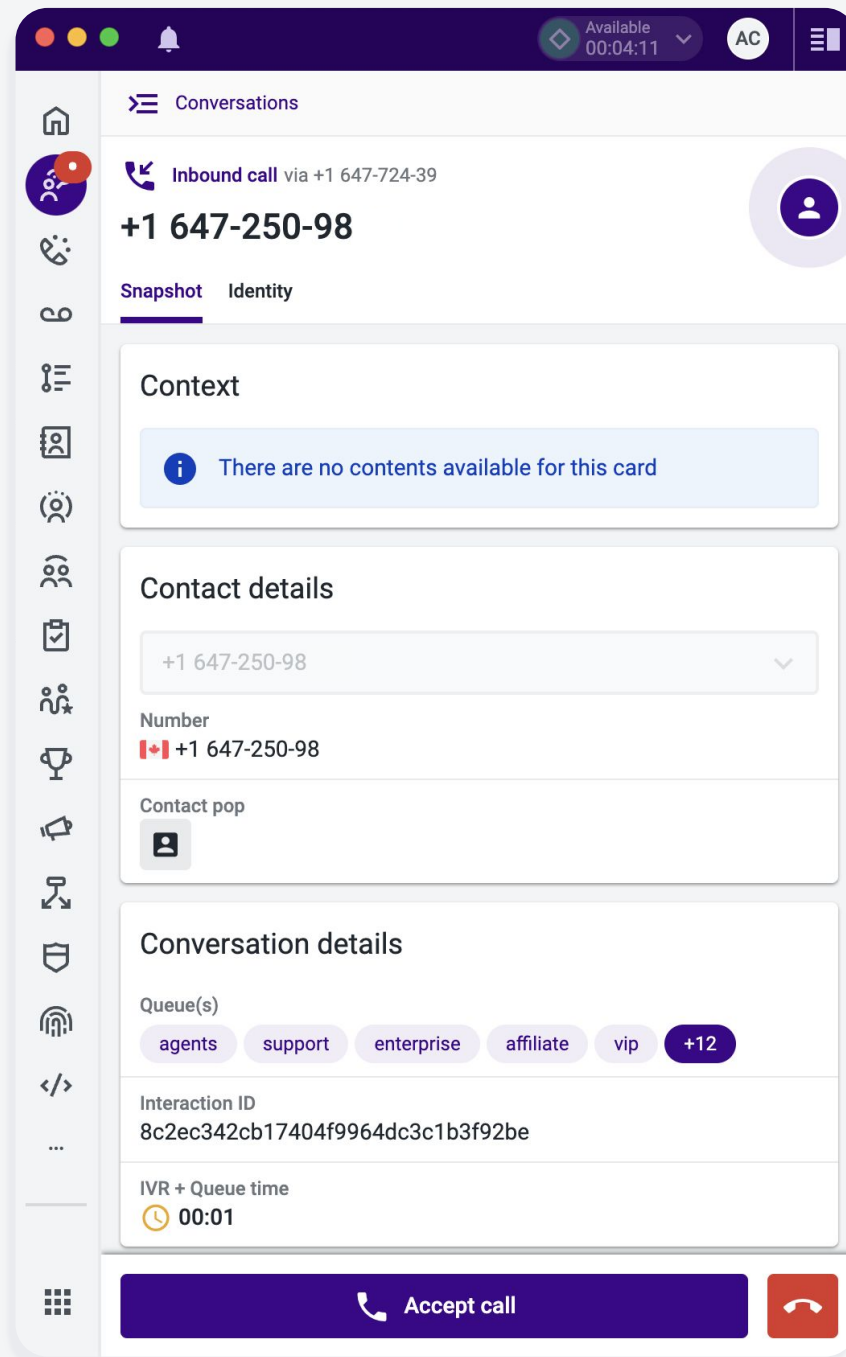 Available
00:04:11
AC
Conversations
Inbound call via +1 647-724-39
+1 647-250-98
Snapshot Identity
Context
There are no contents available for this card
Contact details
+1 647-250-98
Number
+1 647-250-98
Contact pop
Conversation details
Queue(s)
agents support enterprise affiliate vip +12
Interaction ID
8c2ec342cb17404f9964dc3c1b3f92be
IVR + Queue time
00:01
Accept call